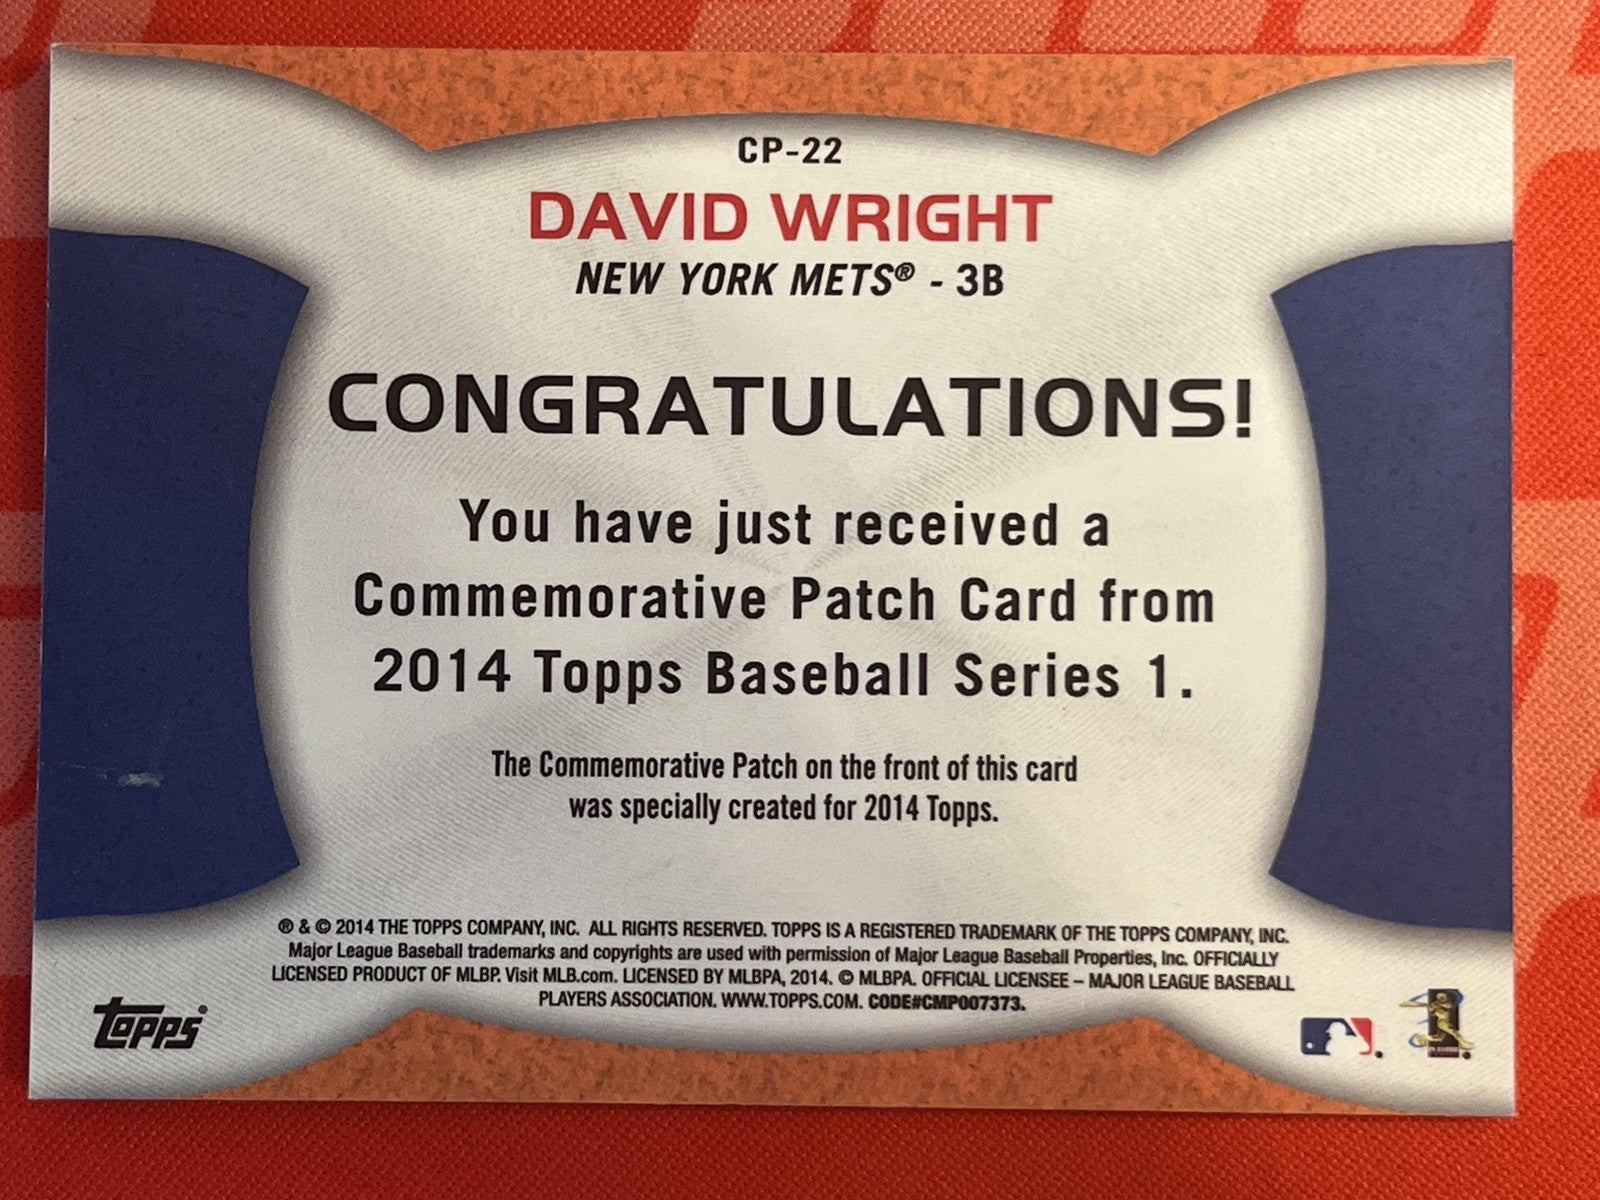 CP-22
DAVID WRIGHT
NEW YORK METS® - 3B
CONGRATULATIONS!
You have just received a
Commemorative Patch Card from
2014 Topps Baseball Series 1.
The Commemorative Patch on the front of this card
was specially created for 2014 Topps.
® & © 2014 THE TOPPS COMPANY, INC. ALL RIGHTS RESERVED. TOPPS IS A REGISTERED TRADEMARK OF THE TOPPS COMPANY, INC.
Major League Baseball trademarks and copyrights are used with permission of Major League Baseball Properties, Inc. OFFICIALLY
LICENSED PRODUCT OF MLBP. Visit MLB.com. LICENSED BY MLBPA, 2014. © MLBPA. OFFICIAL LICENSEE – MAJOR LEAGUE BASEBALL
PLAYERS ASSOCIATION. WWW.TOPPS.COM. CODE#CMP007373.
Topps®